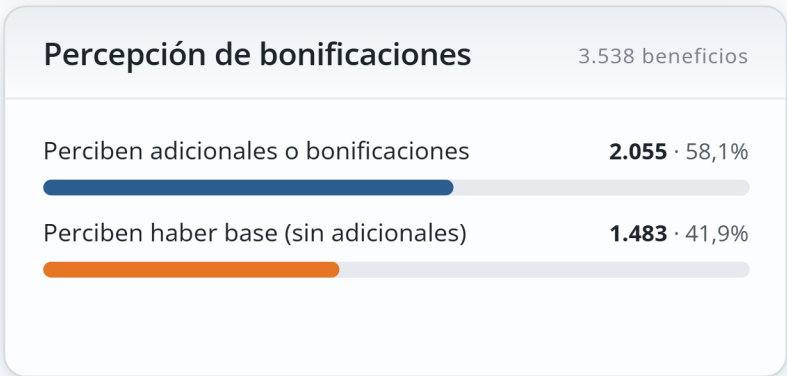 Percepción de bonificaciones 3.538 beneficios
Perciben adicionales o bonificaciones 2.055 · 58,1%
Perciben haber base (sin adicionales) 1.483 · 41,9%